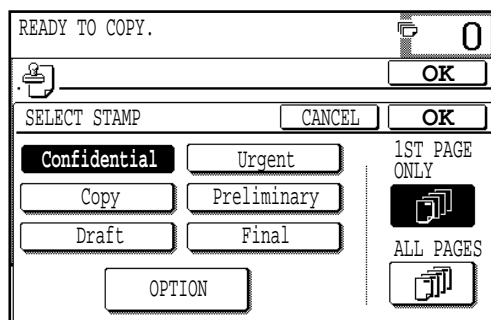 READY TO COPY.
0
OK
SELECT STAMP
CANCEL
OK
Confidential
Urgent
1ST PAGE
ONLY
Copy
Preliminary
Draft
Final
ALL PAGES
OPTION